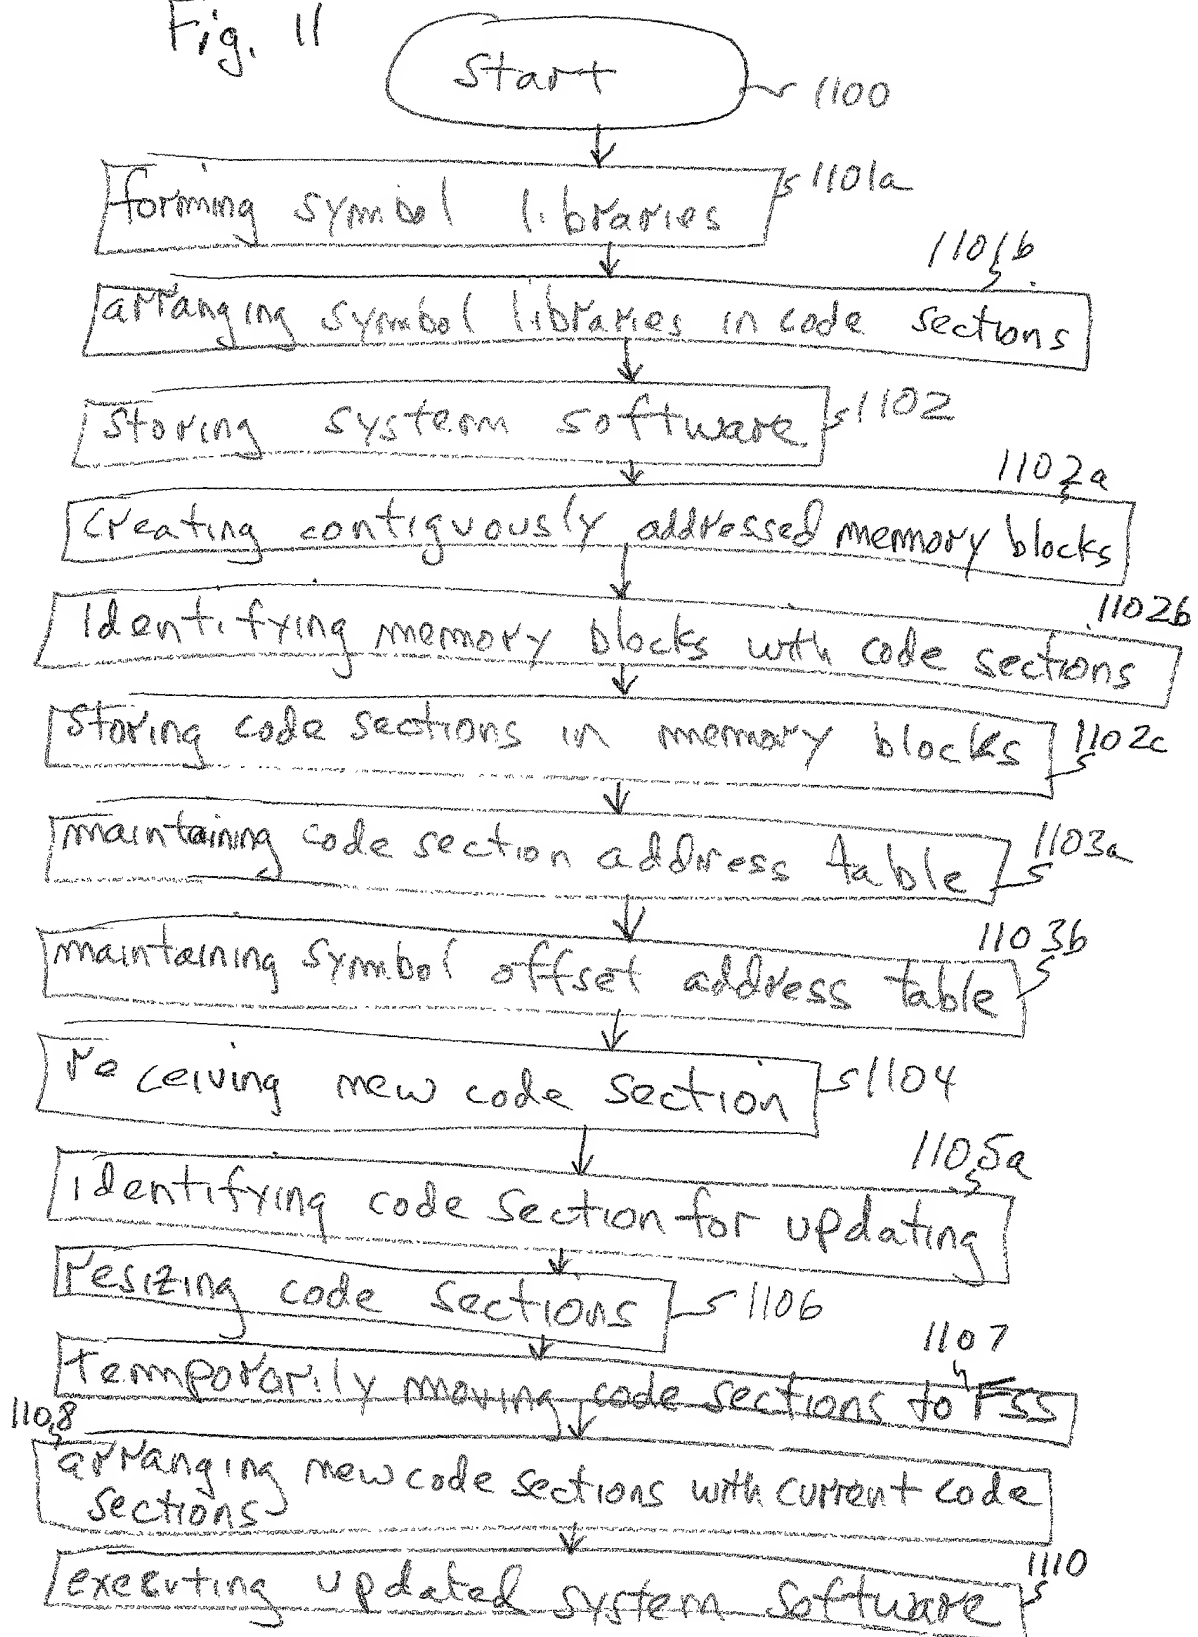 Fig. 11
Start
1100
forming symbol libraries
1101a
1101b
arranging symbol libraries in code sections
storing system software
1102
1102a
creating contiguously addressed memory blocks
1102b
Identifying memory blocks with code sections
storing code sections in memory blocks
1102c
maintaining code section address table
1103a
1103b
maintaining symbol offset address table
receiving new code section
1104
1105a
identifying code section for updating
resizing code sections
1106
1107
temporarily moving code sections to FSS
1108
arranging new code sections with current code
sections
1110
executing updated system software